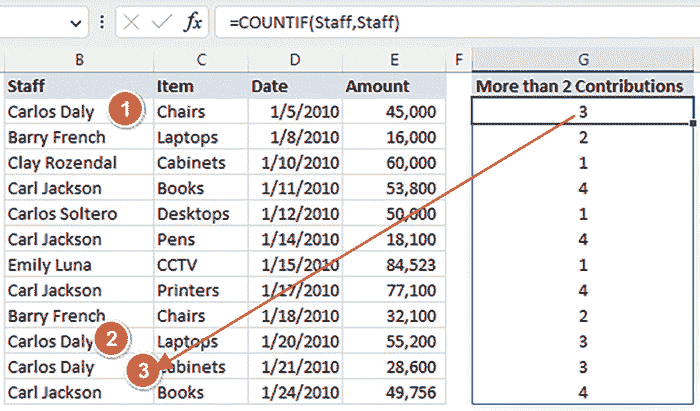 fx =COUNTIF(Staff,Staff)
B C D E F G
Staff Item Date Amount More than 2 Contributions
Carlos Daly 1 Chairs 1/5/2010 45,000 3
Barry French Laptops 1/8/2010 16,000 2
Clay Rozendal Cabinets 1/10/2010 60,000 1
Carl Jackson Books 1/11/2010 53,800 4
Carlos Soltero Desktops 1/12/2010 50,000 1
Carl Jackson Pens 1/14/2010 18,100 4
Emily Luna CCTV 1/15/2010 84,523 1
Carl Jackson Printers 1/17/2010 77,100 4
Barry French Chairs 1/18/2010 32,100 2
Carlos Daly 2 Laptops 1/20/2010 55,200 3
Carlos Daly 3 Cabinets 1/21/2010 28,600 3
Carl Jackson Books 1/24/2010 49,756 4